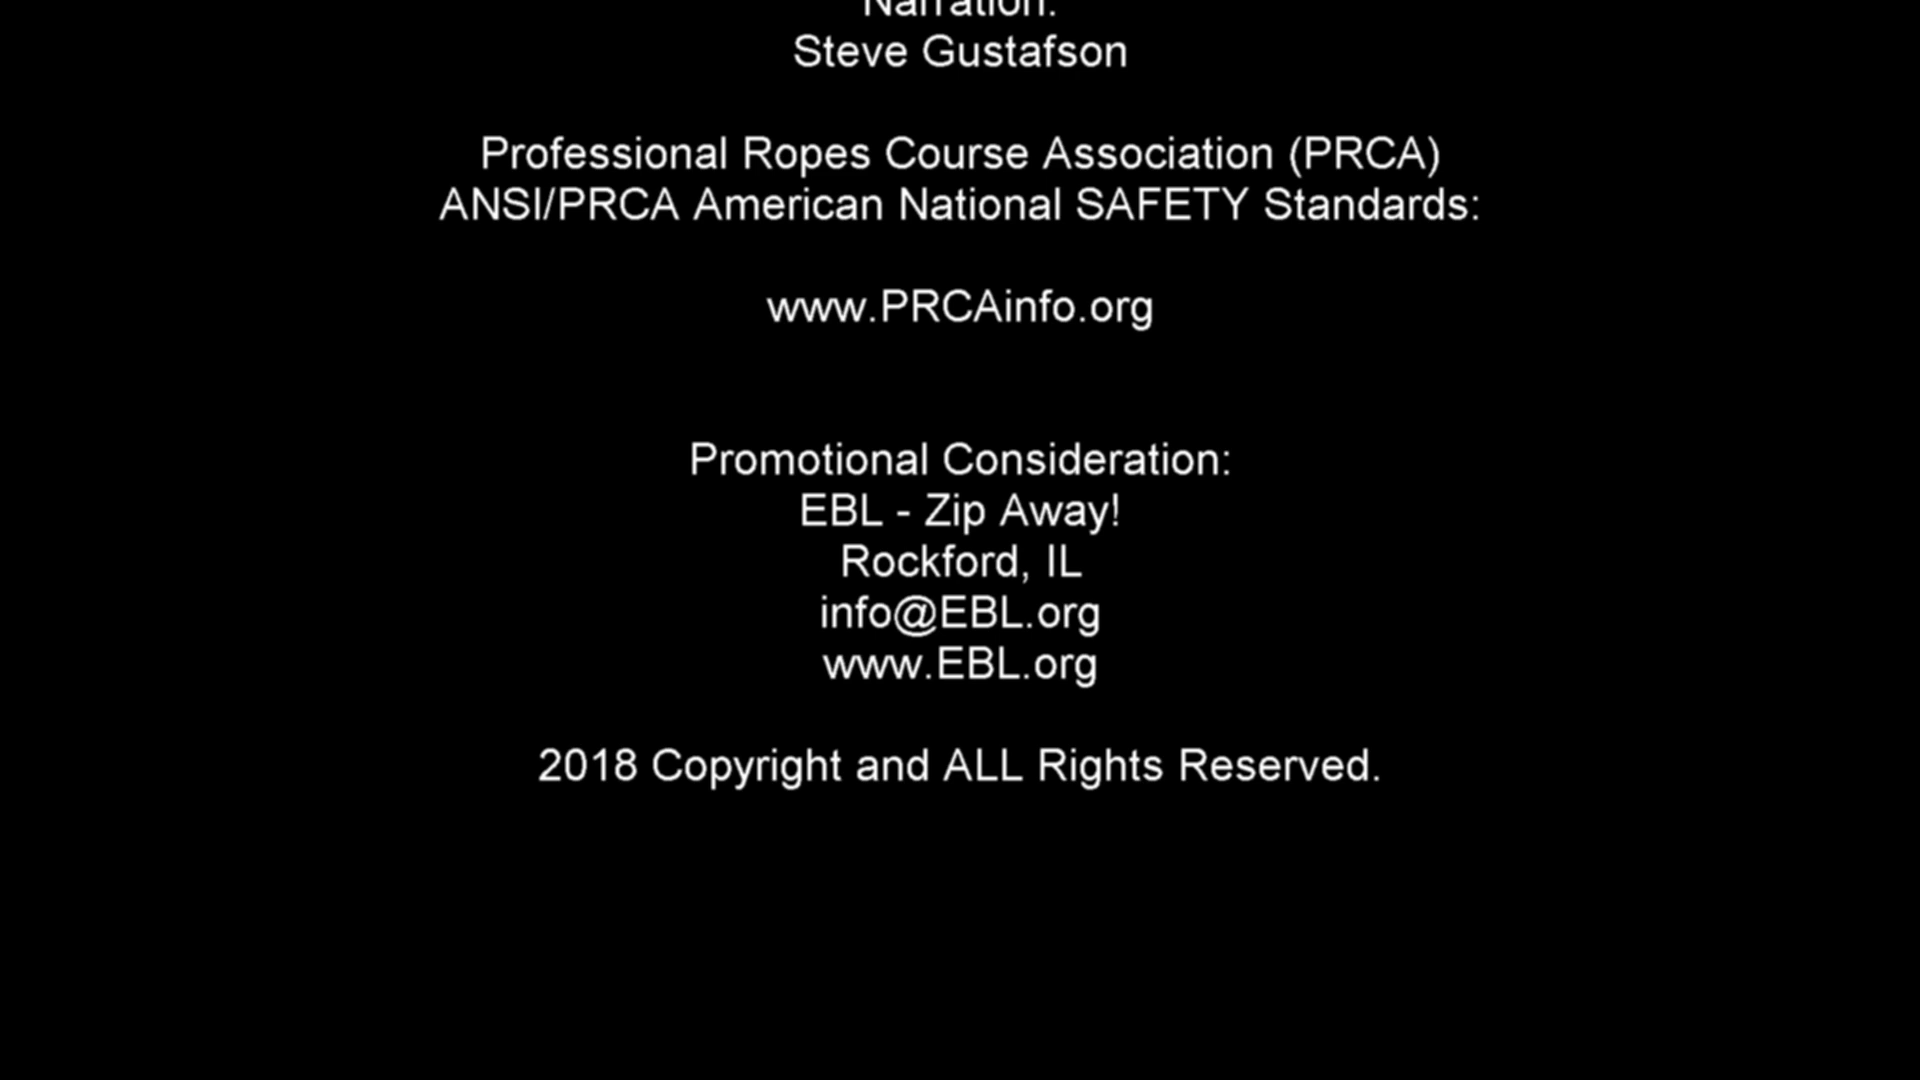 Narration:
Steve Gustafson
Professional Ropes Course Association (PRCA)
ANSI/PRCA American National SAFETY Standards:
www.PRCAinfo.org
Promotional Consideration:
EBL - Zip Away!
Rockford, IL
info@EBL.org
www.EBL.org
2018 Copyright and ALL Rights Reserved.